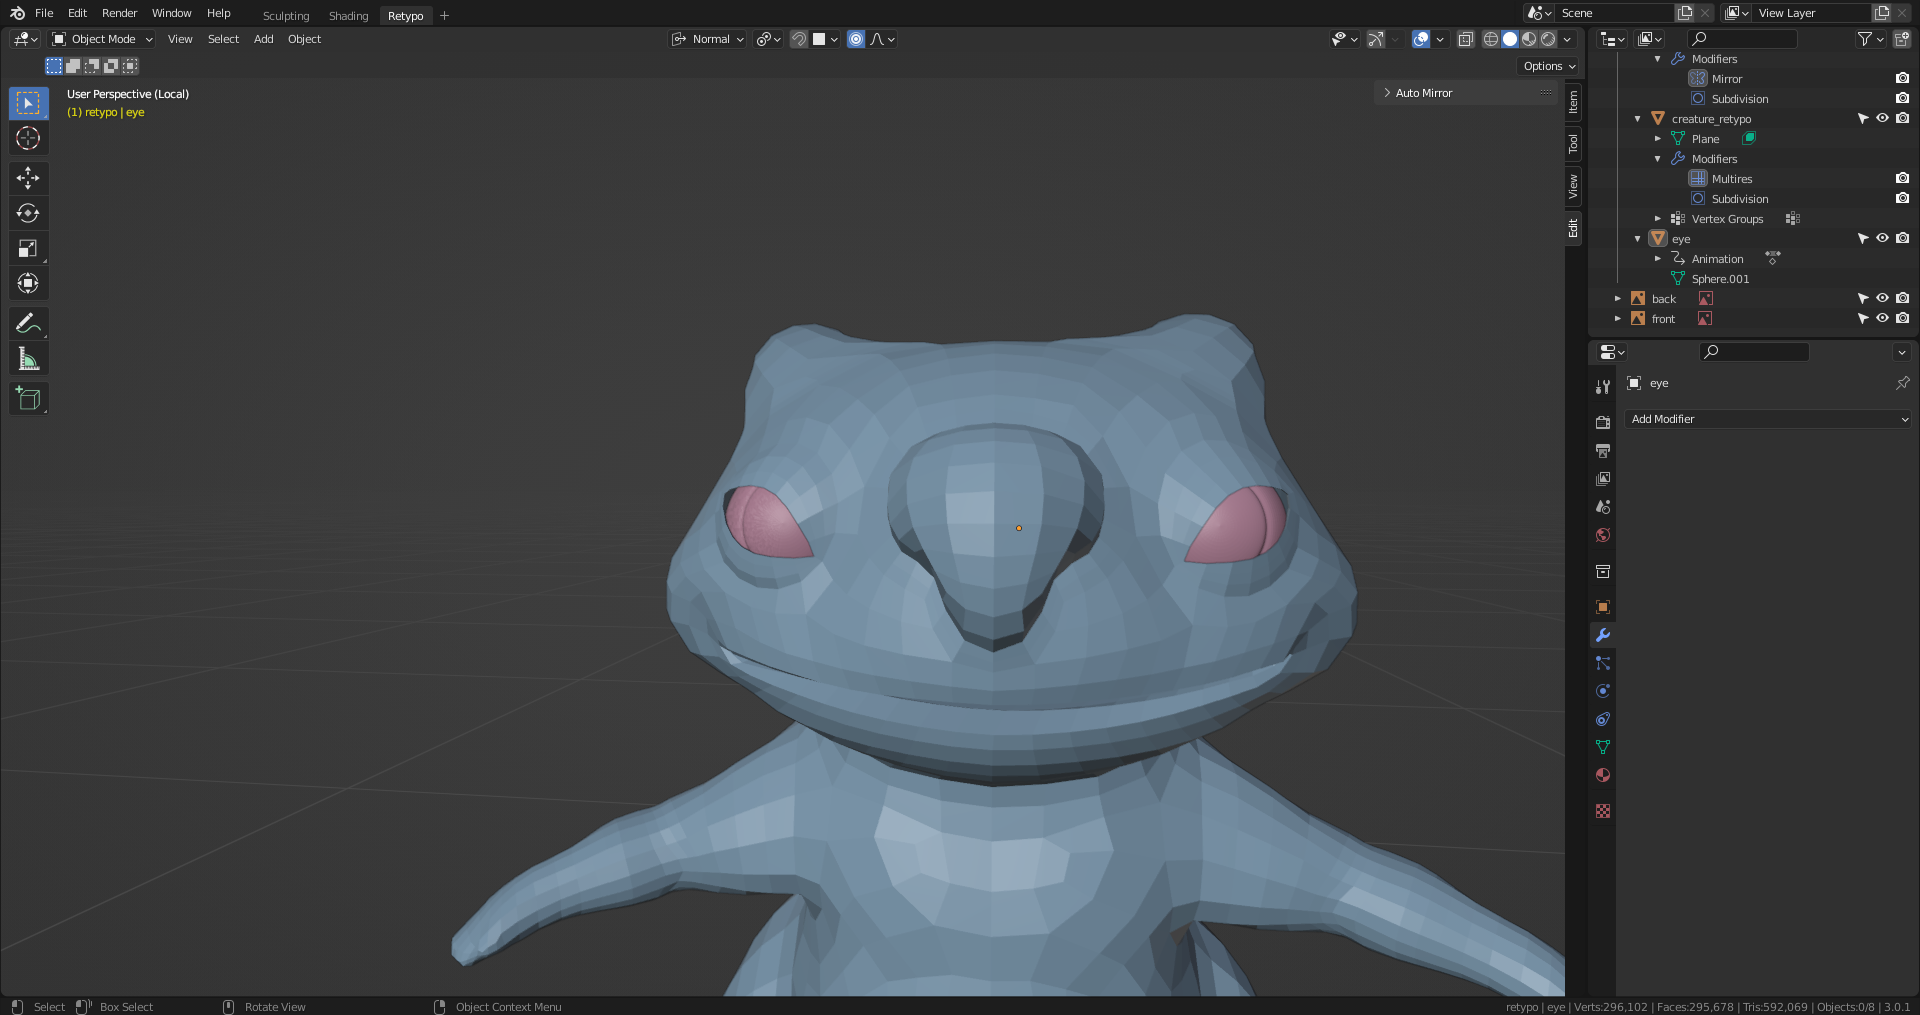 File Edit Render Window Help Sculpting Shading Retypo + Scene View Layer
Object Mode View Select Add Object Normal
Options
User Perspective (Local)
(1) retypo | eye
Auto Mirror
Item
Tool
View
Edit
Modifiers
Mirror
Subdivision
creature_retypo
Plane
Modifiers
Multires
Subdivision
Vertex Groups
eye
Animation
Sphere.001
back
front
eye
Add Modifier
Select Box Select Rotate View Object Context Menu retypo | eye | Verts:296,102 | Faces:295,678 | Tris:592,069 | Objects:0/8 | 3.0.1